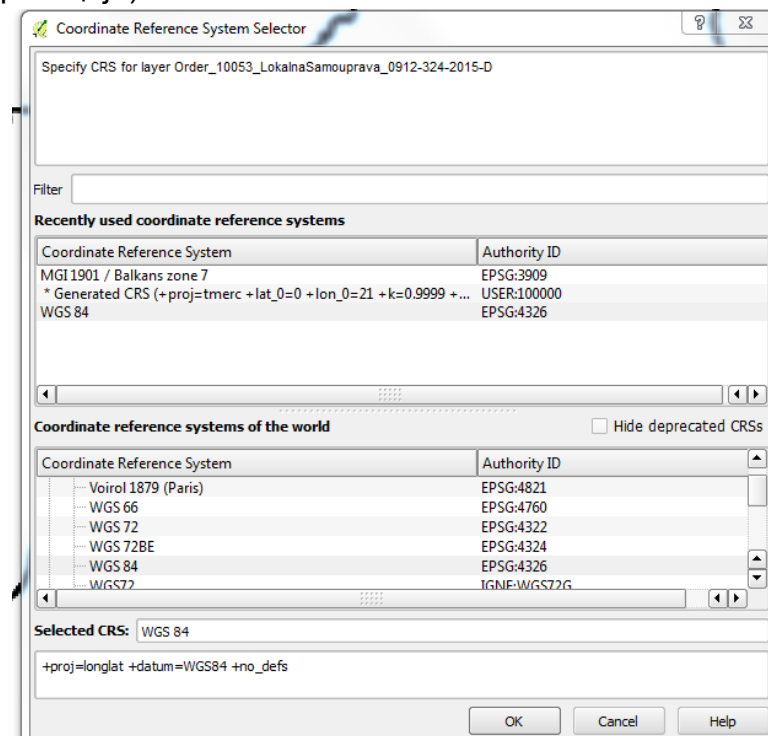 Coordinate Reference System Selector
Specify CRS for layer Order_10053_LokalnaSamouprava_0912-324-2015-D
Filter
Recently used coordinate reference systems
Coordinate Reference System Authority ID
MGI 1901 / Balkans zone 7 EPSG:3909
* Generated CRS (+proj=tmerc +lat_0=0 +lon_0=21 +k=0.9999 +... USER:100000
WGS 84 EPSG:4326
Coordinate reference systems of the world Hide deprecated CRSs
Coordinate Reference System Authority ID
Voirol 1879 (Paris) EPSG:4821
WGS 66 EPSG:4760
WGS 72 EPSG:4322
WGS 72BE EPSG:4324
WGS 84 EPSG:4326
WGS72 IGNF:WGS72G
Selected CRS: WGS 84
+proj=longlat +datum=WGS84 +no_defs
OK Cancel Help